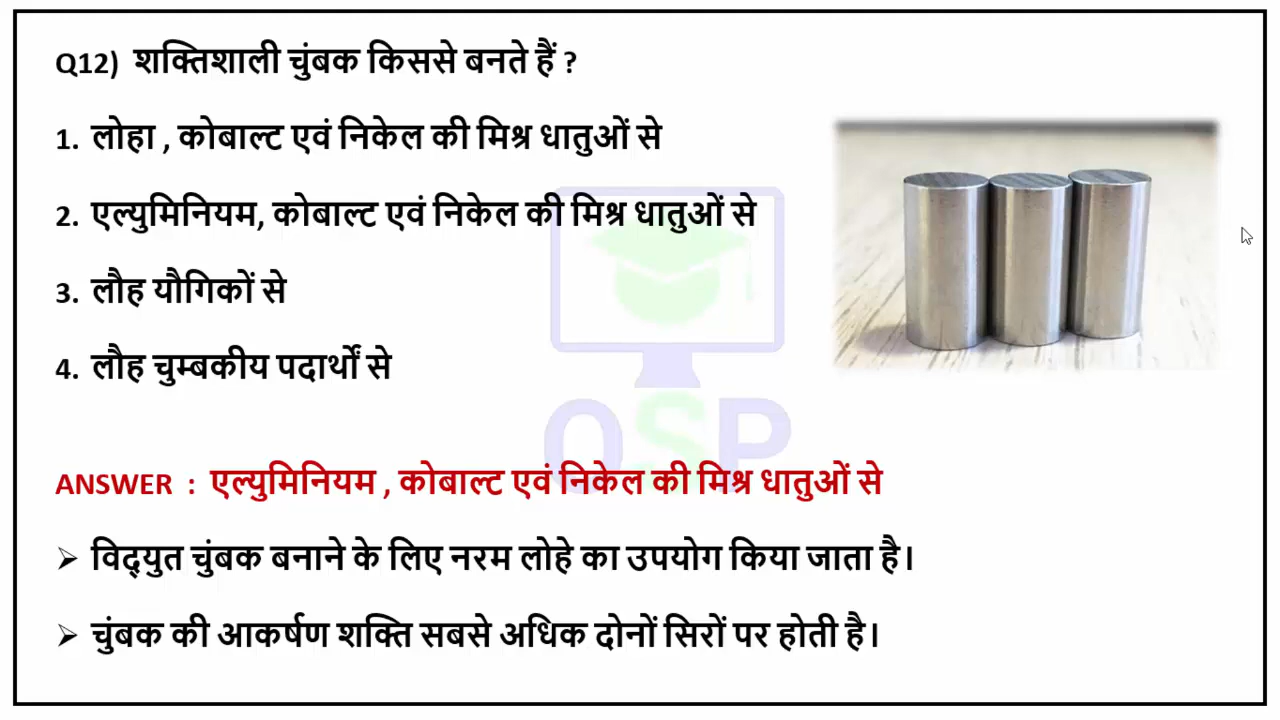 Q12) शक्तिशाली चुंबक किससे बनते हैं ?
1. लोहा , कोबाल्ट एवं निकेल की मिश्र धातुओं से
2. एल्युमिनियम, कोबाल्ट एवं निकेल की मिश्र धातुओं से
3. लौह यौगिकों से
4. लौह चुम्बकीय पदार्थों से
OSP
ANSWER : एल्युमिनियम , कोबाल्ट एवं निकेल की मिश्र धातुओं से
➢ विद्युत चुंबक बनाने के लिए नरम लोहे का उपयोग किया जाता है।
➢ चुंबक की आकर्षण शक्ति सबसे अधिक दोनों सिरों पर होती है।